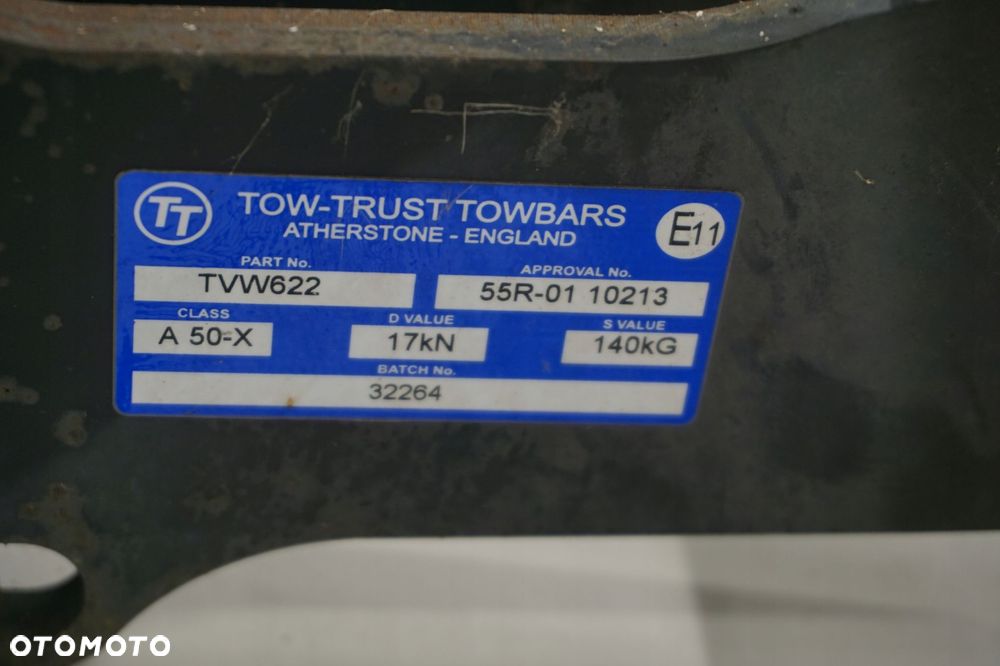 TT
TOW-TRUST TOWBARS
ATHERSTONE - ENGLAND
E11
PART No.
APPROVAL No.
TVW622
55R-01 10213
CLASS
D VALUE
S VALUE
A 50-X
17kN
140kG
BATCH No.
32264
OTOMOTO